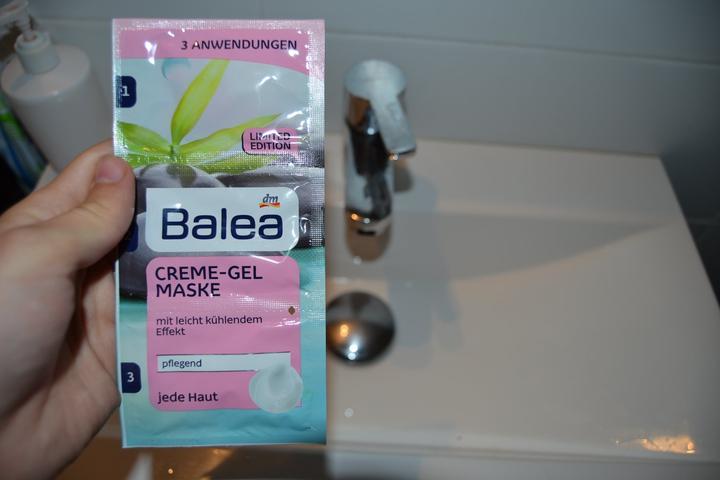 3 ANWENDUNGEN
1
LIMITED
EDITION
dm
Balea
CREME-GEL
MASKE
mit leicht kühlendem
Effekt
pflegend
3
jede Haut